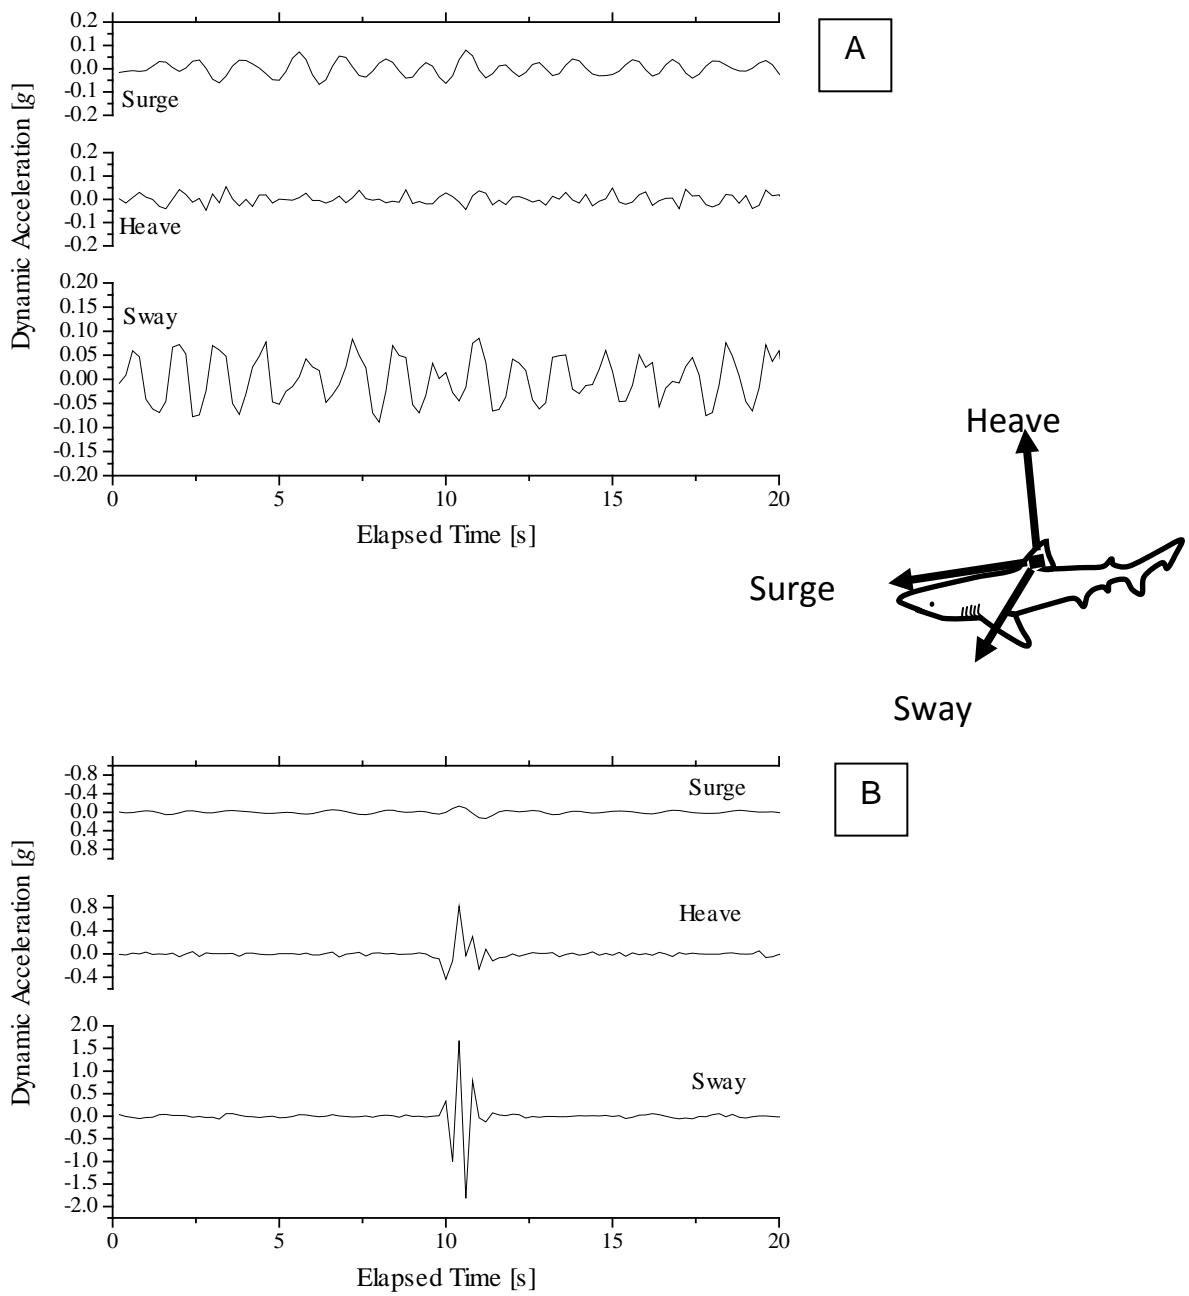 0.2
0.1
0.0
-0.1
-0.2
Surge
A
0.2
0.1
0.0
-0.1
-0.2
Heave
Dynamic Acceleration [g]
0.20
0.15
0.10
0.05
0.00
-0.05
-0.10
-0.15
-0.20
Sway
0 5 10 15 20
Elapsed Time [s]
Heave
Surge
Sway
-0.8
-0.4
0.0
0.4
0.8
Surge
B
0.8
0.4
0.0
-0.4
Heave
Dynamic Acceleration [g]
2.0
1.5
1.0
0.5
0.0
-0.5
-1.0
-1.5
-2.0
Sway
0 5 10 15 20
Elapsed Time [s]